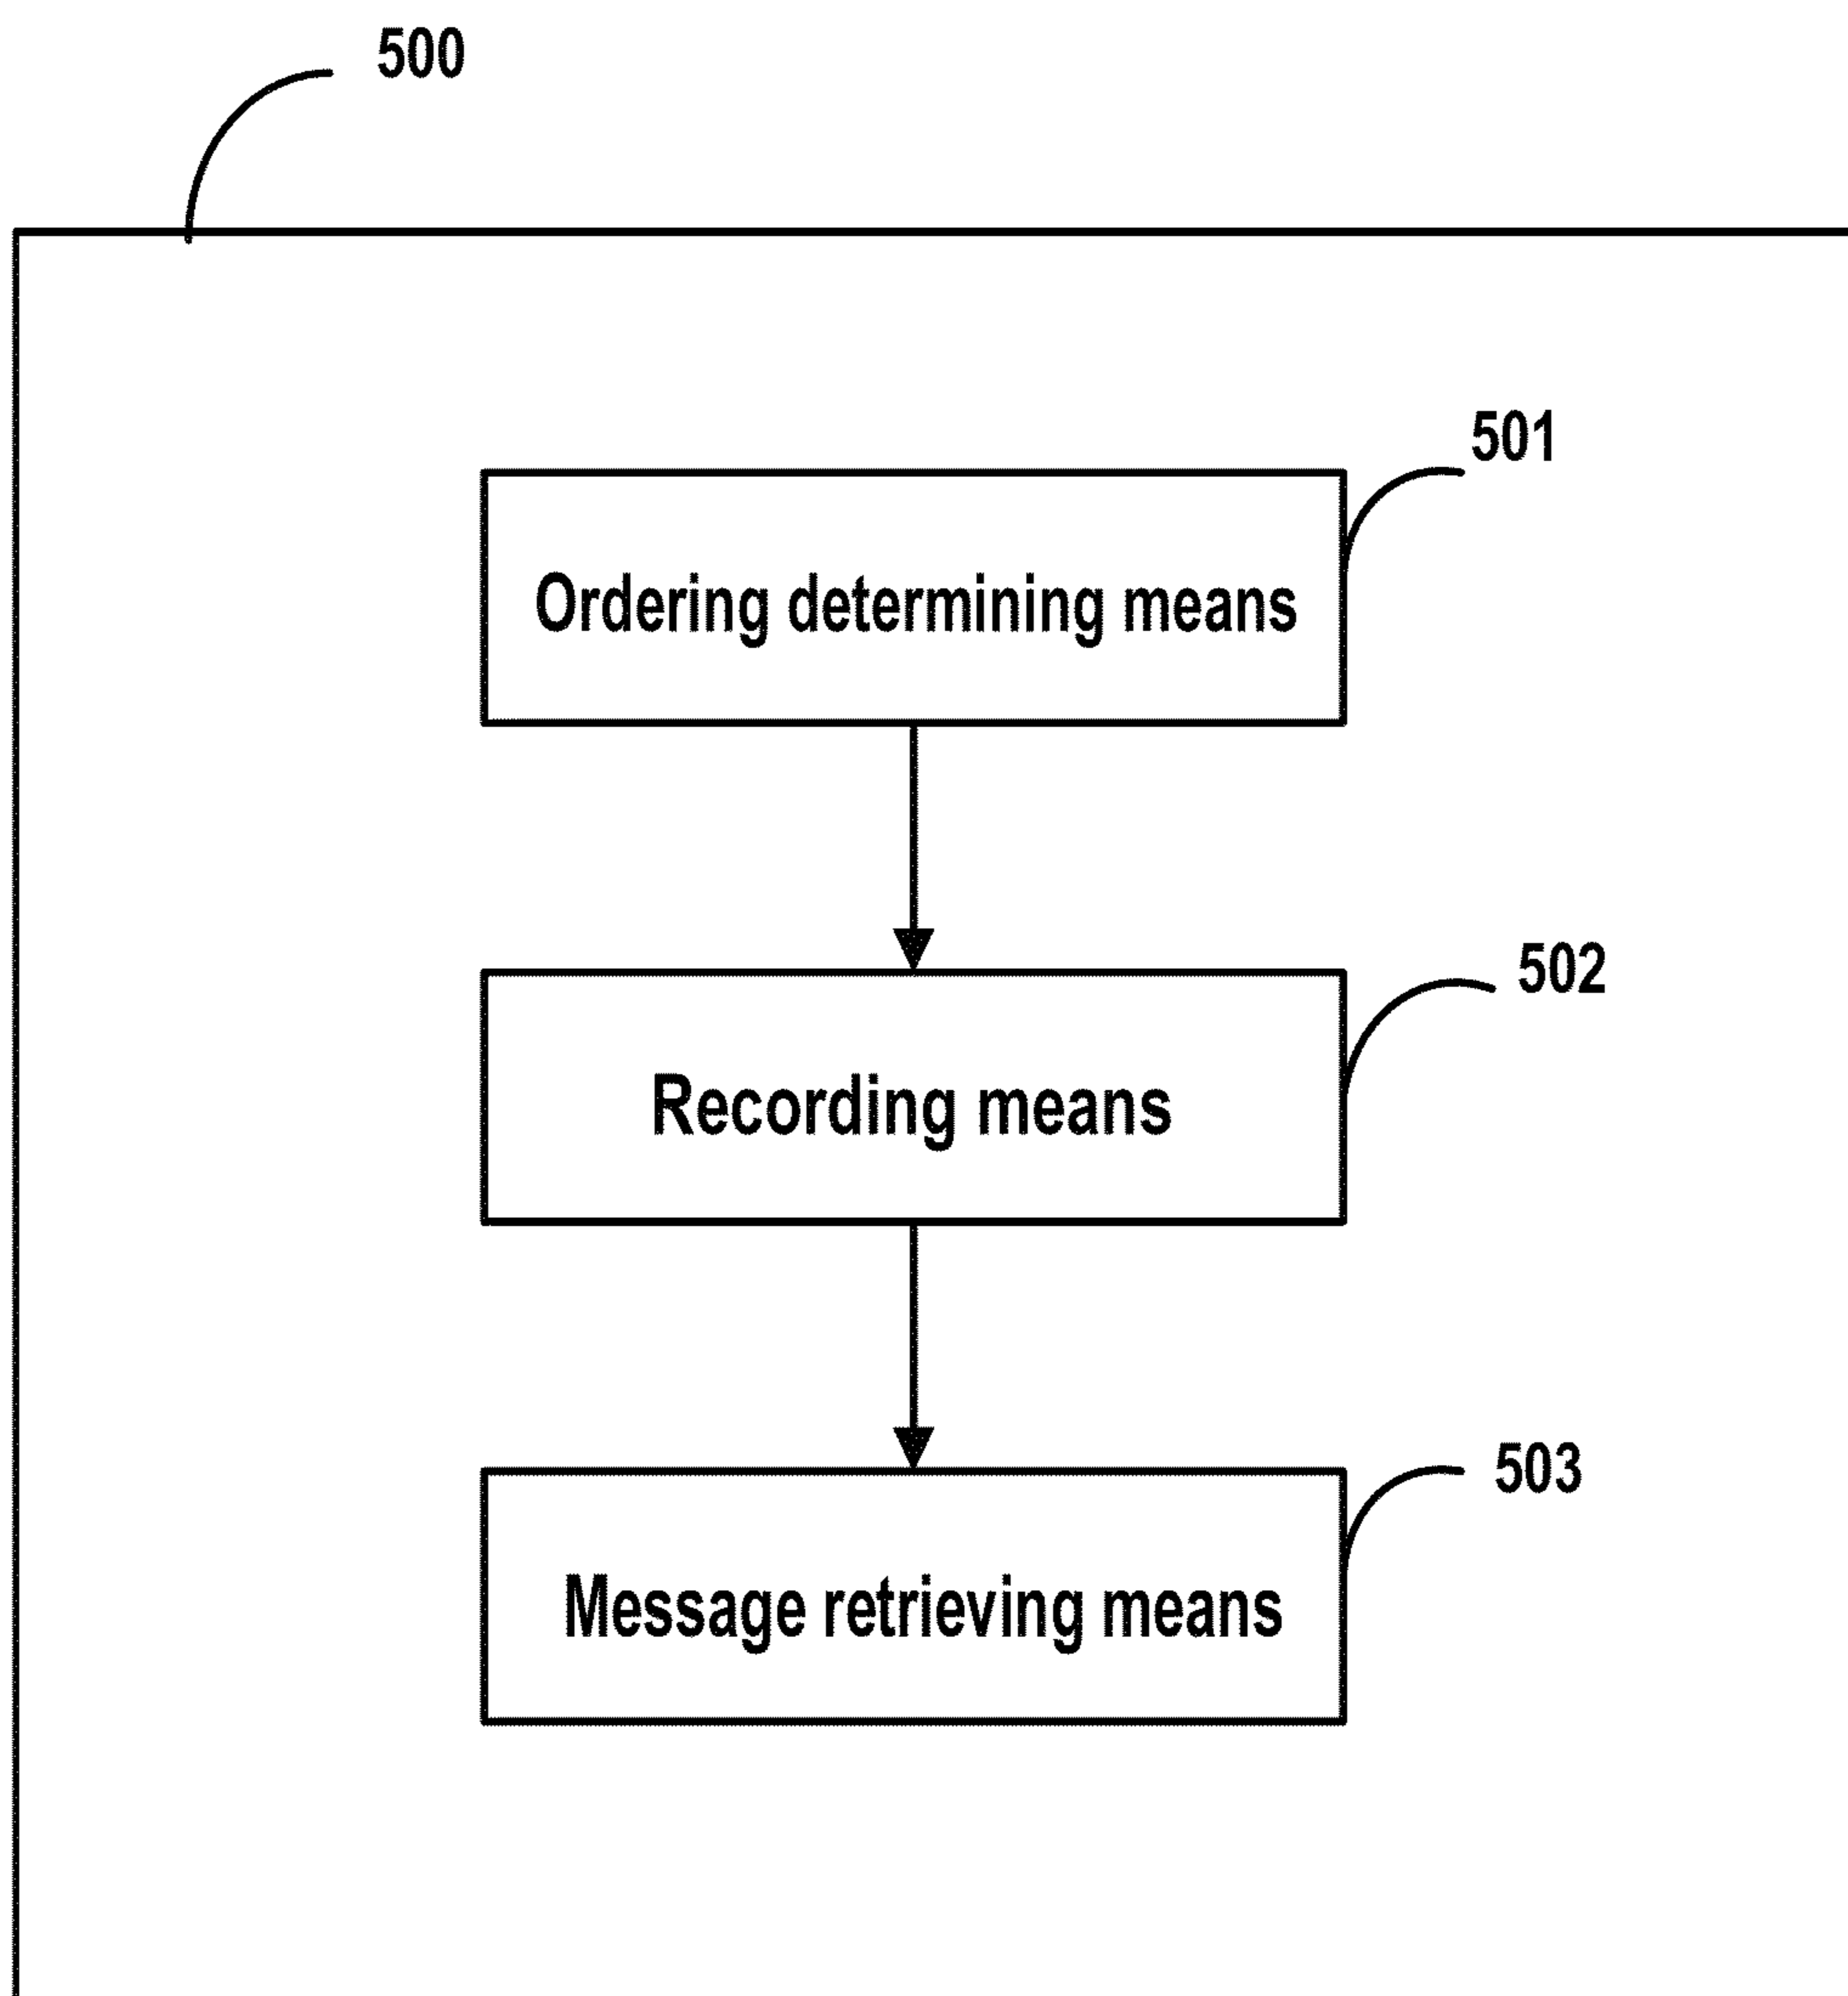 500
501
Ordering determining means
502
Recording means
503
Message retrieving means